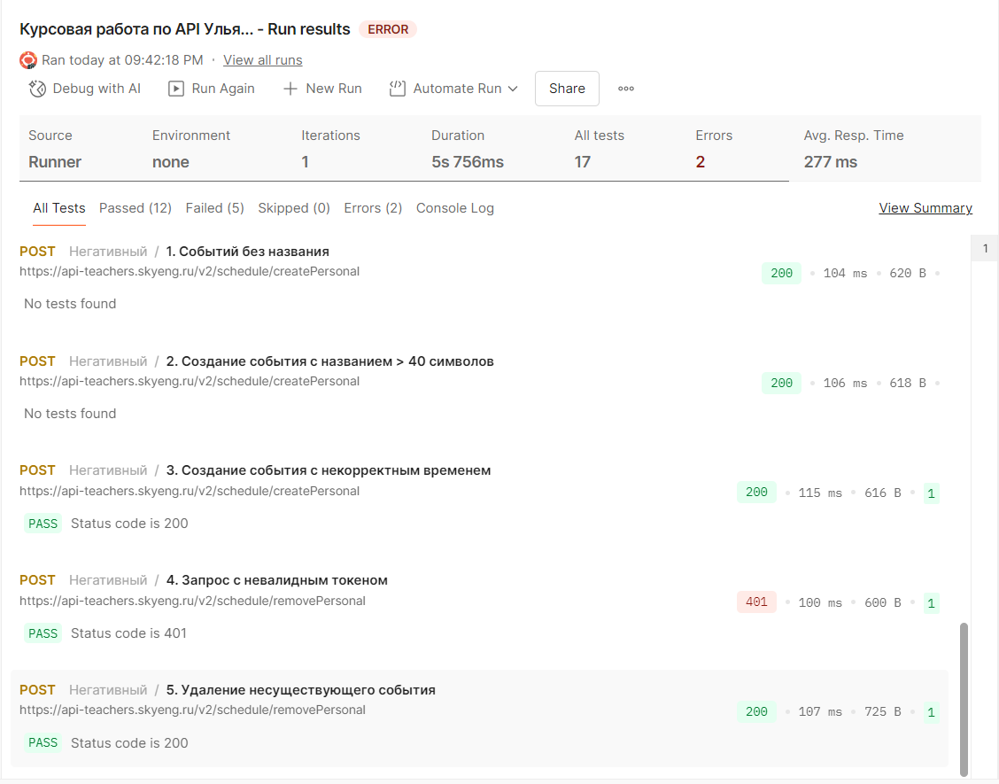 Курсовая работа по API Улья... - Run results ERROR
Ran today at 09:42:18 PM · View all runs
Debug with AI Run Again New Run Automate Run Share
Source Environment Iterations Duration All tests Errors Avg. Resp. Time
Runner none 1 5s 756ms 17 2 277 ms
All Tests Passed (12) Failed (5) Skipped (0) Errors (2) Console Log View Summary
1
POST Негативный / 1. Событий без названия
https://api-teachers.skyeng.ru/v2/schedule/createPersonal 200 • 104 ms • 620 B •
No tests found
POST Негативный / 2. Создание события с названием > 40 символов
https://api-teachers.skyeng.ru/v2/schedule/createPersonal 200 • 106 ms • 618 B •
No tests found
POST Негативный / 3. Создание события с некорректным временем
https://api-teachers.skyeng.ru/v2/schedule/createPersonal 200 • 115 ms • 616 B • 1
PASS Status code is 200
POST Негативный / 4. Запрос с невалидным токеном
https://api-teachers.skyeng.ru/v2/schedule/removePersonal 401 • 100 ms • 600 B • 1
PASS Status code is 401
POST Негативный / 5. Удаление несуществующего события
https://api-teachers.skyeng.ru/v2/schedule/removePersonal 200 • 107 ms • 725 B • 1
PASS Status code is 200